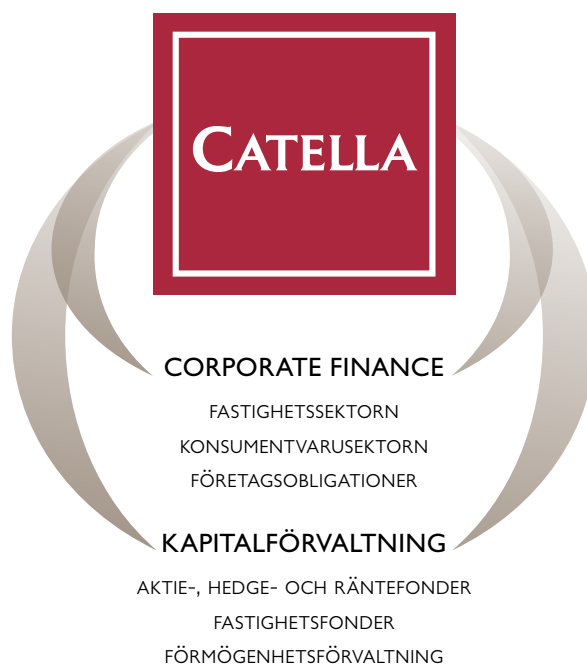 CATELLA
CORPORATE FINANCE
FASTIGHETSSEKTORN
KONSUMENTVARUSEKTORN
FÖRETAGSOBLIGATIONER
KAPITALFÖRVALTNING
AKTIE-, HEDGE- OCH RÄNTEFONDER
FASTIGHETSFONDER
FÖRMÖGENHETSFÖRVALTNING